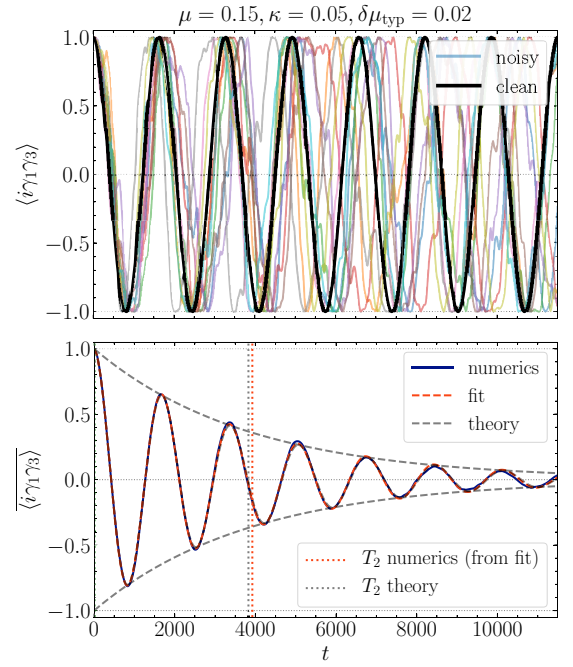 μ = 0.15, κ = 0.05, δμ_typ = 0.02
1.0
0.5
0.0
−0.5
−1.0
⟨iγ₁γ₃⟩
noisy
clean
1.0
0.5
0.0
−0.5
−1.0
\overline{⟨iγ₁γ₃⟩}
numerics
fit
theory
T₂ numerics (from fit)
T₂ theory
0 2000 4000 6000 8000 10000
t